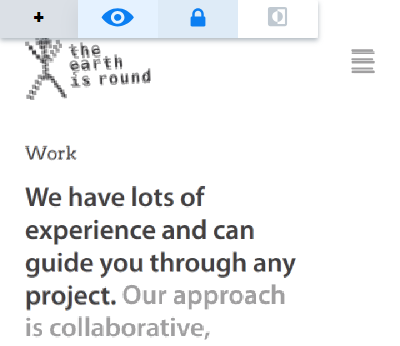 +
the
earth
is round
Work
We have lots of
experience and can
guide you through any
project. Our approach
is collaborative,